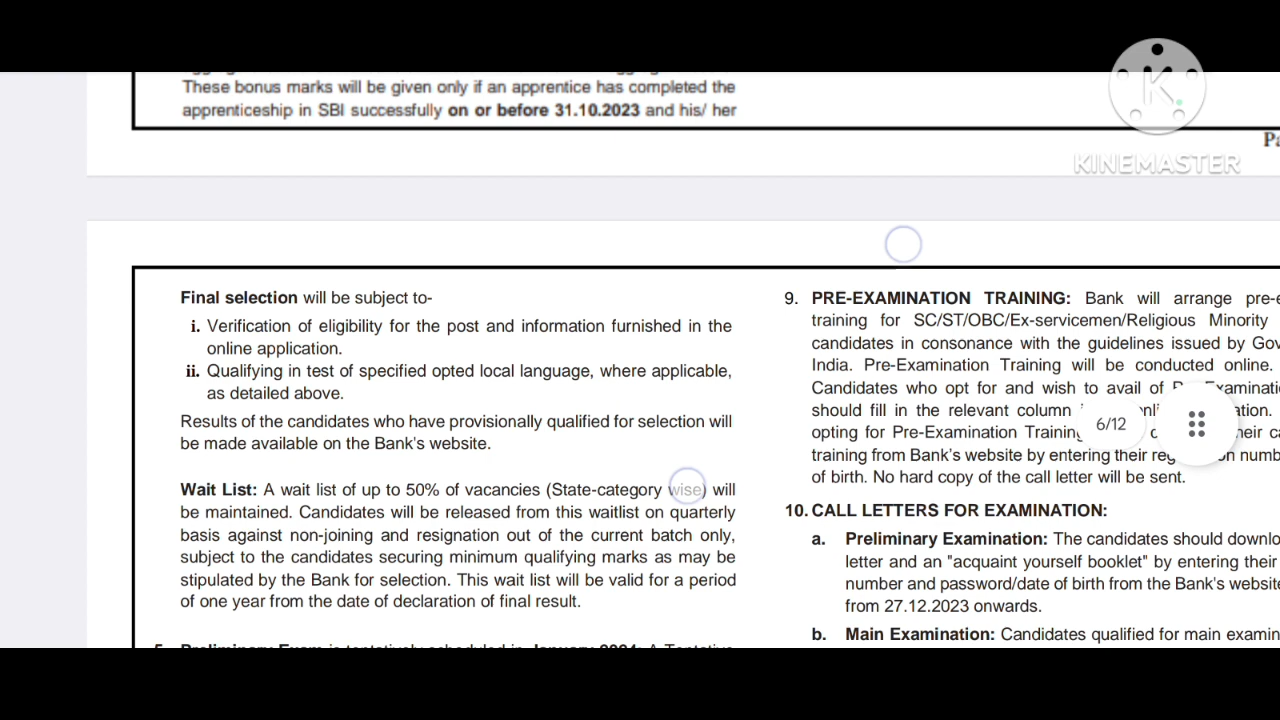 These bonus marks will be given only if an apprentice has completed the
apprenticeship in SBI successfully on or before 31.10.2023 and his/ her
KINEMASTER
Final selection will be subject to-
i. Verification of eligibility for the post and information furnished in the
online application.
ii. Qualifying in test of specified opted local language, where applicable,
as detailed above.
Results of the candidates who have provisionally qualified for selection will
be made available on the Bank's website.
Wait List: A wait list of up to 50% of vacancies (State-category wise) will
be maintained. Candidates will be released from this waitlist on quarterly
basis against non-joining and resignation out of the current batch only,
subject to the candidates securing minimum qualifying marks as may be
stipulated by the Bank for selection. This wait list will be valid for a period
of one year from the date of declaration of final result.
5. Preliminary Exam is tentatively scheduled in January 2024. A Tentative
9. PRE-EXAMINATION TRAINING: Bank will arrange pre-
training for SC/ST/OBC/Ex-servicemen/Religious Minority
candidates in consonance with the guidelines issued by
India. Pre-Examination Training will be conducted online.
Candidates who opt for and wish to avail of
should fill in the relevant column
opting for Pre-Examination Training
training from Bank's website by entering their
of birth. No hard copy of the call letter will be sent.
6/12
10. CALL LETTERS FOR EXAMINATION:
a. Preliminary Examination: The candidates should
letter and an "acquaint yourself booklet" by entering their
number and password/date of birth from the Bank's website
from 27.12.2023 onwards.
b. Main Examination: Candidates qualified for main